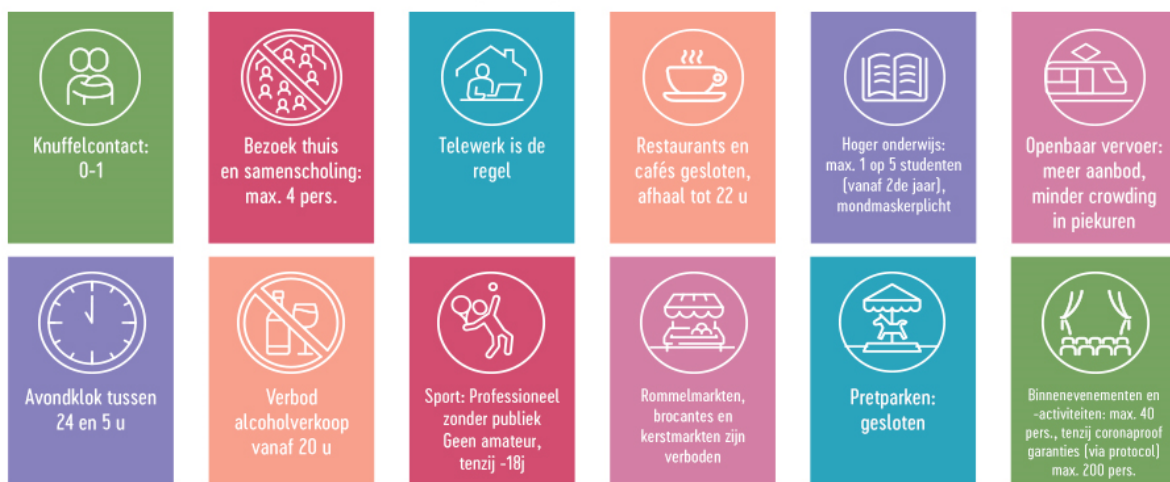 Knuffelcontact:
0-1
Bezoek thuis
en samenscholing:
max. 4 pers.
Telewerk is de
regel
Restaurants en
cafés gesloten,
afhaal tot 22 u
Hoger onderwijs:
max. 1 op 5 studenten
(vanaf 2de jaar),
mondmaskerplicht
Openbaar vervoer:
meer aanbod,
minder crowding
in piekuren
Avondklok tussen
24 en 5 u
Verbod
alcoholverkoop
vanaf 20 u
Sport: Professioneel
zonder publiek
Geen amateur,
tenzij -18j
Rommelmarkten,
brocantes en
kerstmarkten zijn
verboden
Pretparken:
gesloten
Binnenevenementen en
-activiteiten: max. 40
pers., tenzij coronaproof
garanties (via protocol)
max. 200 pers.